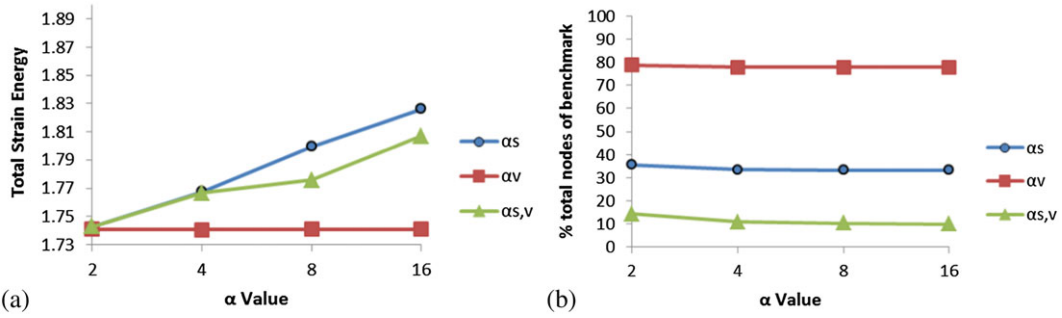 1.89
1.87
1.85
1.83
1.81
1.79
1.77
1.75
1.73
Total Strain Energy
2 4 8 16
α Value
αs
αv
αs,v
(a)
100
90
80
70
60
50
40
30
20
10
0
% total nodes of benchmark
2 4 8 16
α Value
αs
αv
αs,v
(b)